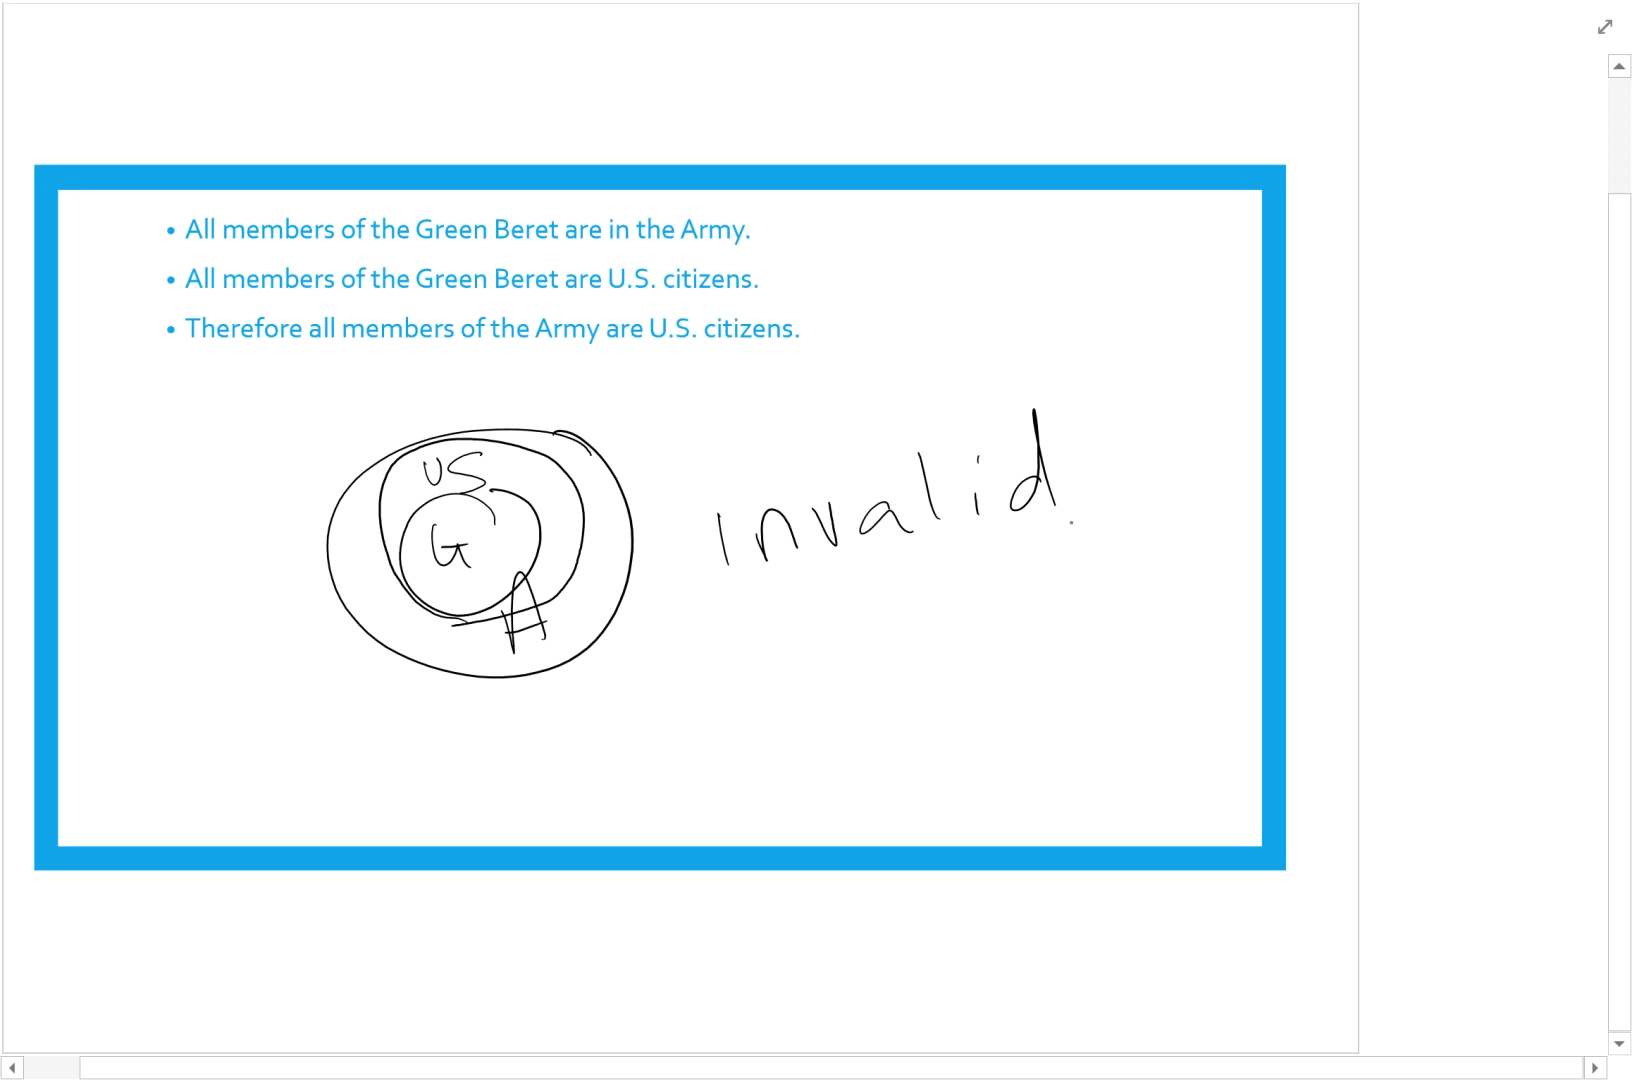 • All members of the Green Beret are in the Army.
• All members of the Green Beret are U.S. citizens.
• Therefore all members of the Army are U.S. citizens.
US
G
A
Invalid.